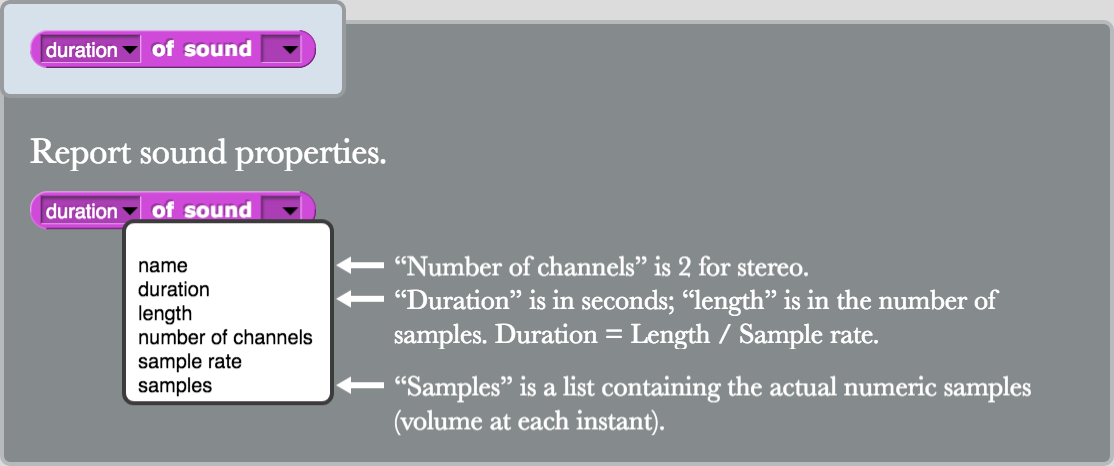 duration of sound
Report sound properties.
duration of sound
name
duration
length
number of channels
sample rate
samples
“Number of channels” is 2 for stereo.
“Duration” is in seconds; “length” is in the number of
samples. Duration = Length / Sample rate.
“Samples” is a list containing the actual numeric samples
(volume at each instant).